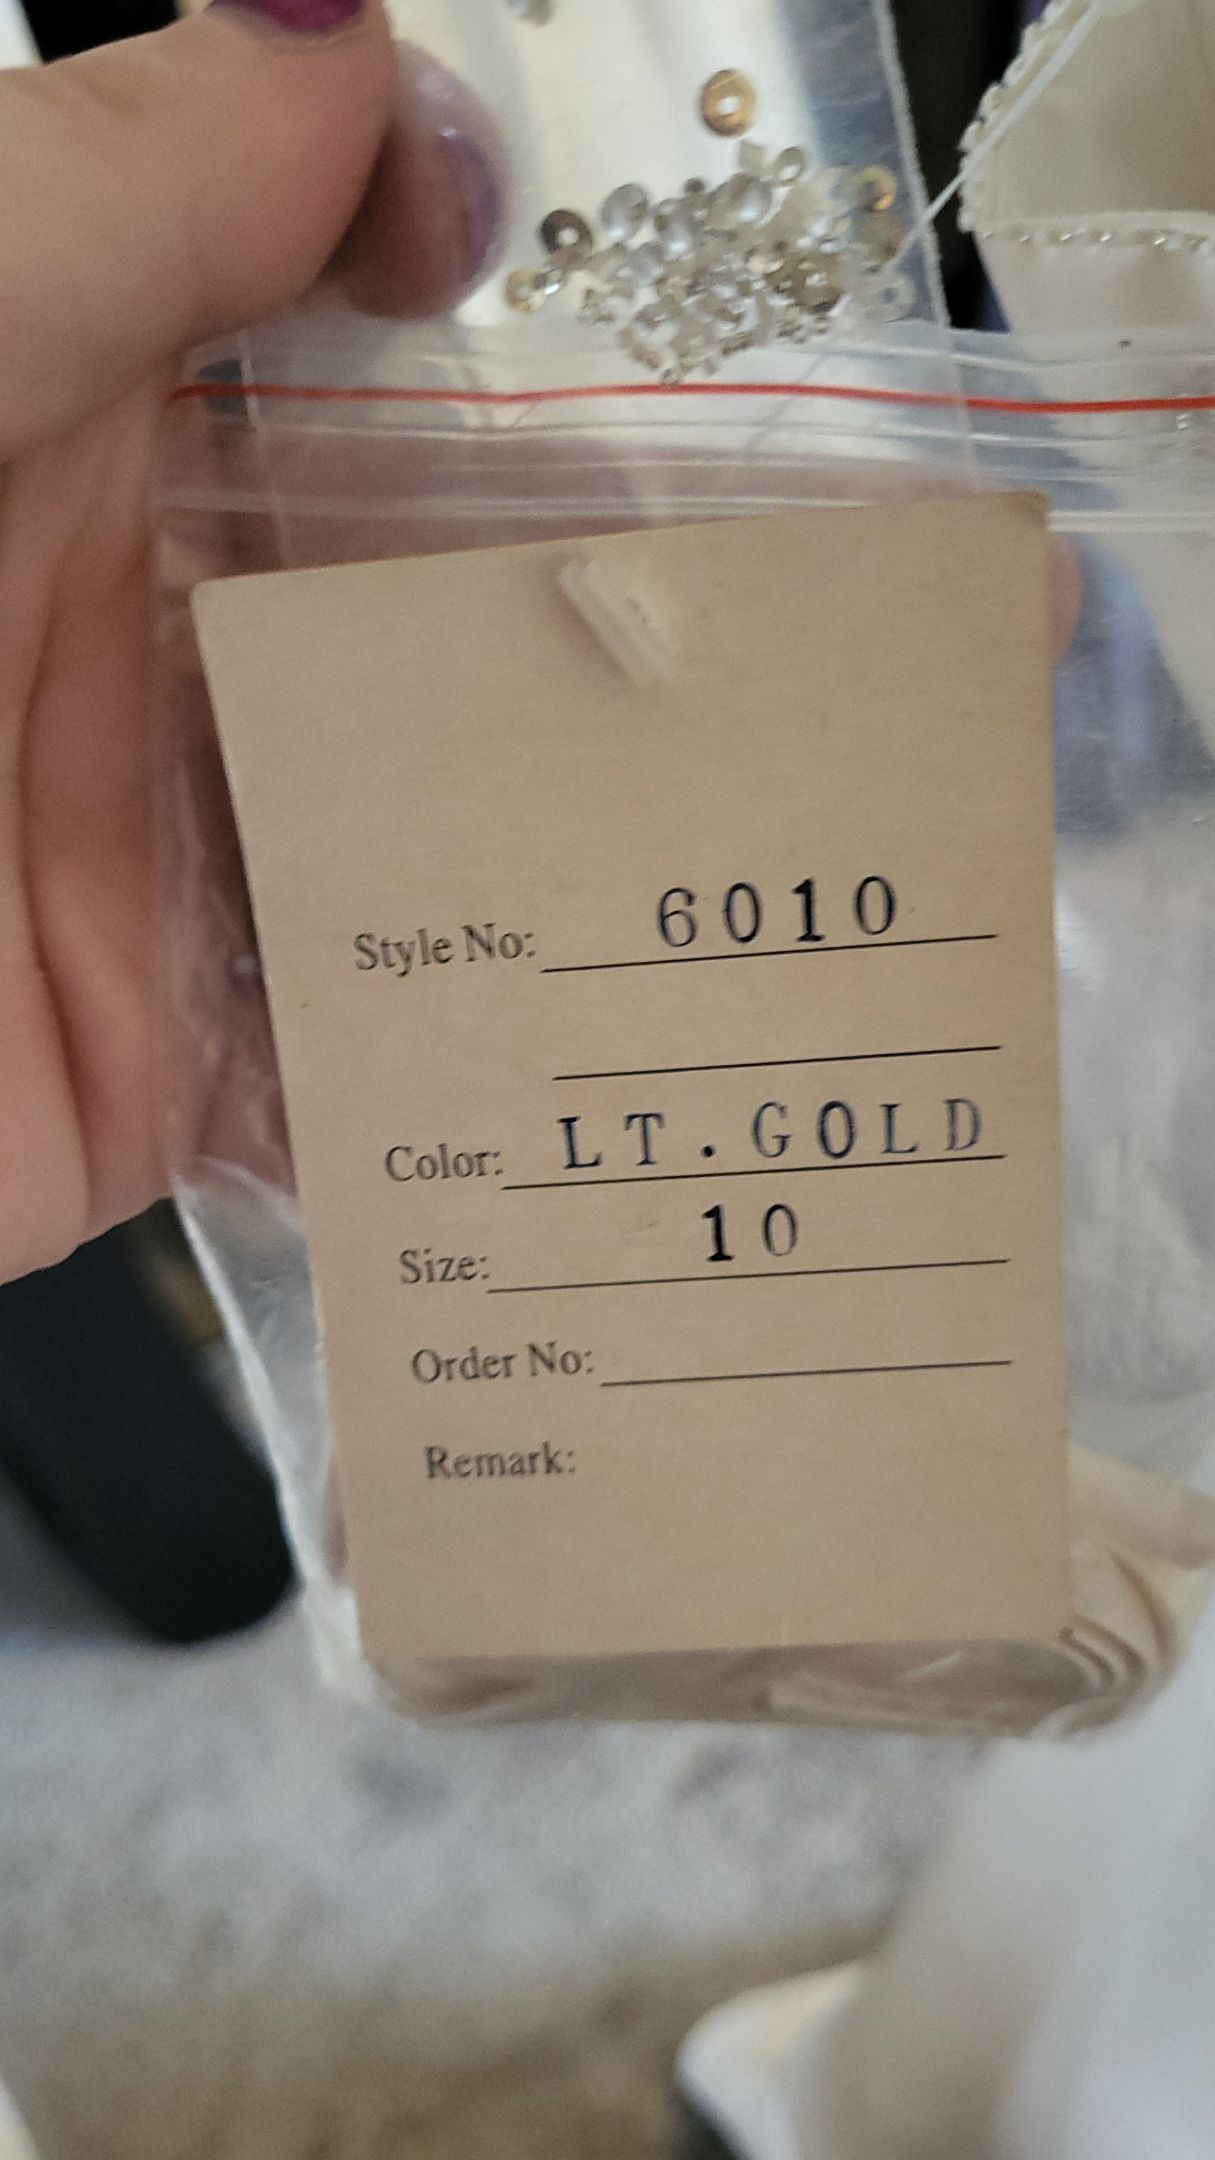 Style No: 6010
Color: LT.GOLD
Size: 10
Order No:
Remark: